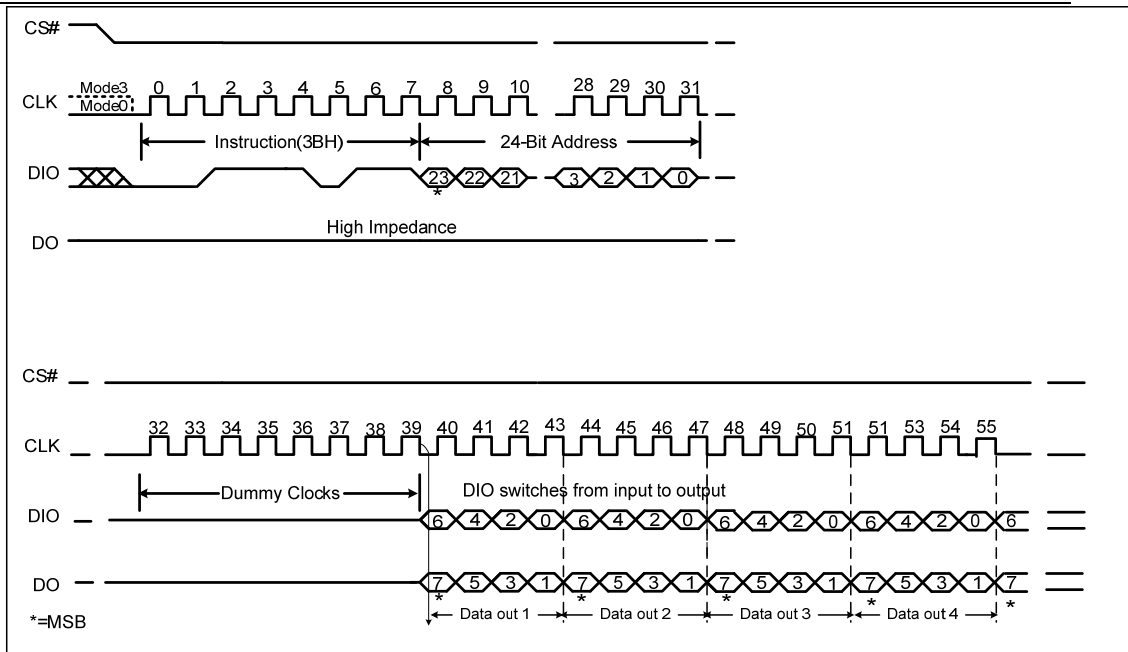 CS#
Mode3 0 1 2 3 4 5 6 7 8 9 10 28 29 30 31
CLK Mode0
Instruction(3BH) 24-Bit Address
DIO 23 22 21 3 2 1 0
*
High Impedance
DO
CS#
32 33 34 35 36 37 38 39 40 41 42 43 44 45 46 47 48 49 50 51 51 53 54 55
CLK
Dummy Clocks DIO switches from input to output
DIO 6 4 2 0 6 4 2 0 6 4 2 0 6 4 2 0 6
DO 7 5 3 1 7 5 3 1 7 5 3 1 7 5 3 1 7
* * * * *
Data out 1 Data out 2 Data out 3 Data out 4
*=MSB